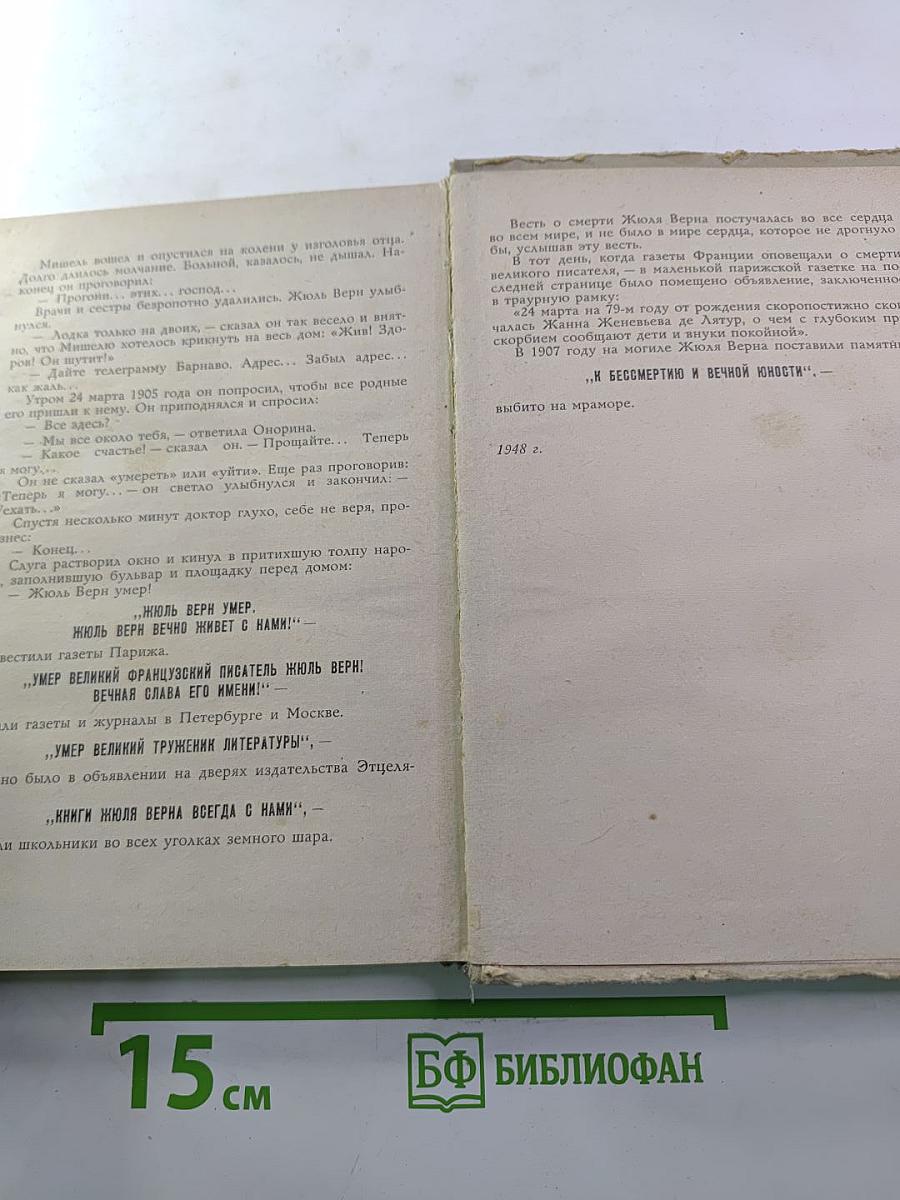 Мишель вошел и опустился на колени у изголовья отца.
Долго длилось молчание. Больной, казалось, не дышал. На-
конец он проговорил:
— Прогони... этих... господ...
Врачи и сестры безропотно удалились. Жюль Верн улыб-
нулся.
— Лодка только на двоих, — сказал он так весело и внят-
но, что Мишелю хотелось крикнуть на весь дом: «Жив! Здо-
ров! Он шутит!»
— Дайте телеграмму Барнаво. Адрес... Забыл адрес...
как жаль...
Утром 24 марта 1905 года он попросил, чтобы все родные
его пришли к нему. Он приподнялся и спросил:
— Все здесь?
— Мы все около тебя, — ответила Онорина.
— Какое счастье! — сказал он. — Прощайте... Теперь
я могу...
Он не сказал «умереть» или «уйти». Еще раз проговорив:
Теперь я могу... — он светло улыбнулся и закончил: —
ехать...»
Спустя несколько минут доктор глухо, себе не веря, про-
знес:
— Конец...
Слуга растворил окно и кинул в притихшую толпу наро-
, заполнившую бульвар и площадку перед домом:
— Жюль Верн умер!
„ЖЮЛЬ ВЕРН УМЕР.
ЖЮЛЬ ВЕРН ВЕЧНО ЖИВЕТ С НАМИ!“ —
вестили газеты Парижа.
„УМЕР ВЕЛИКИЙ ФРАНЦУЗСКИЙ ПИСАТЕЛЬ ЖЮЛЬ ВЕРН!
ВЕЧНАЯ СЛАВА ЕГО ИМЕНИ!“ —
ли газеты и журналы в Петербурге и Москве.
„УМЕР ВЕЛИКИЙ ТРУЖЕНИК ЛИТЕРАТУРЫ“, —
но было в объявлении на дверях издательства Этцеля-
„КНИГИ ЖЮЛЯ ВЕРНА ВСЕГДА С НАМИ“, —
ли школьники во всех уголках земного шара.
Весть о смерти Жюля Верна постучалась во все сердца
во всем мире, и не было в мире сердца, которое не дрогнуло
бы, услышав эту весть.
В тот день, когда газеты Франции оповещали о смерти
великого писателя, — в маленькой парижской газетке на по-
следней странице было помещено объявление, заключенное
в траурную рамку:
«24 марта на 79-м году от рождения скоропостижно скон-
чалась Жанна Женевьева де Лятур, о чем с глубоким при-
скорбием сообщают дети и внуки покойной».
В 1907 году на могиле Жюля Верна поставили памятн
„К БЕССМЕРТИЮ И ВЕЧНОЙ ЮНОСТИ“, —
выбито на мраморе.
1948 г.
15 см
БФ БИБЛИОФАН